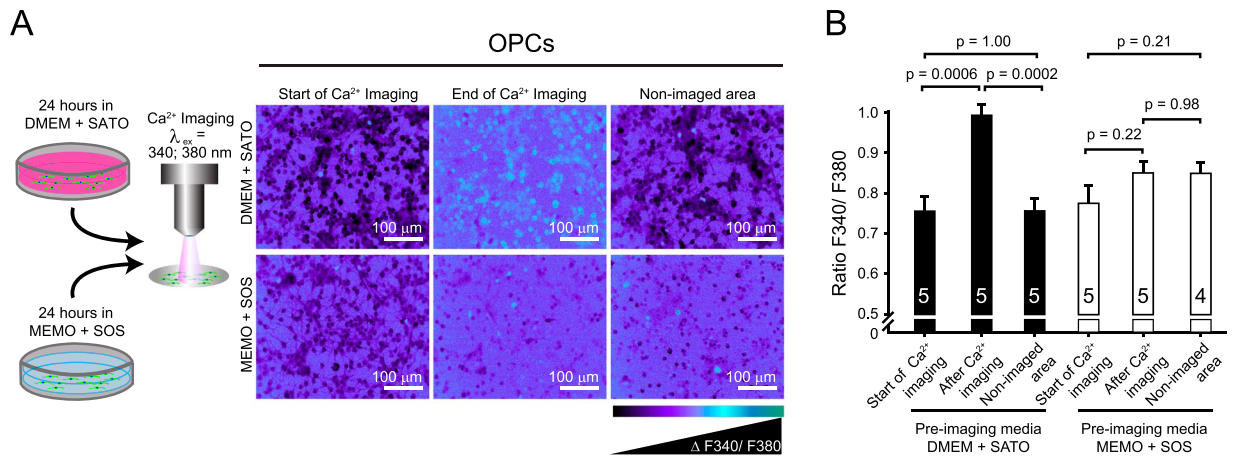 A
OPCs
24 hours in
DMEM + SATO
Ca²⁺ Imaging
λex =
340; 380 nm
24 hours in
MEMO + SOS
Start of Ca²⁺ Imaging
End of Ca²⁺ Imaging
Non-imaged area
DMEM + SATO
100 μm
100 μm
100 μm
MEMO + SOS
100 μm
100 μm
100 μm
Δ F340/ F380
B
p = 1.00
p = 0.21
p = 0.0006
p = 0.0002
p = 0.98
p = 0.22
Ratio F340/ F380
1.0
0.9
0.8
0.7
0.6
0.5
0
5
5
5
5
5
4
Start of Ca²⁺
imaging
After Ca²⁺
imaging
Non-imaged
area
Start of Ca²⁺
imaging
After Ca²⁺
imaging
Non-imaged
area
Pre-imaging media
DMEM + SATO
Pre-imaging media
MEMO + SOS